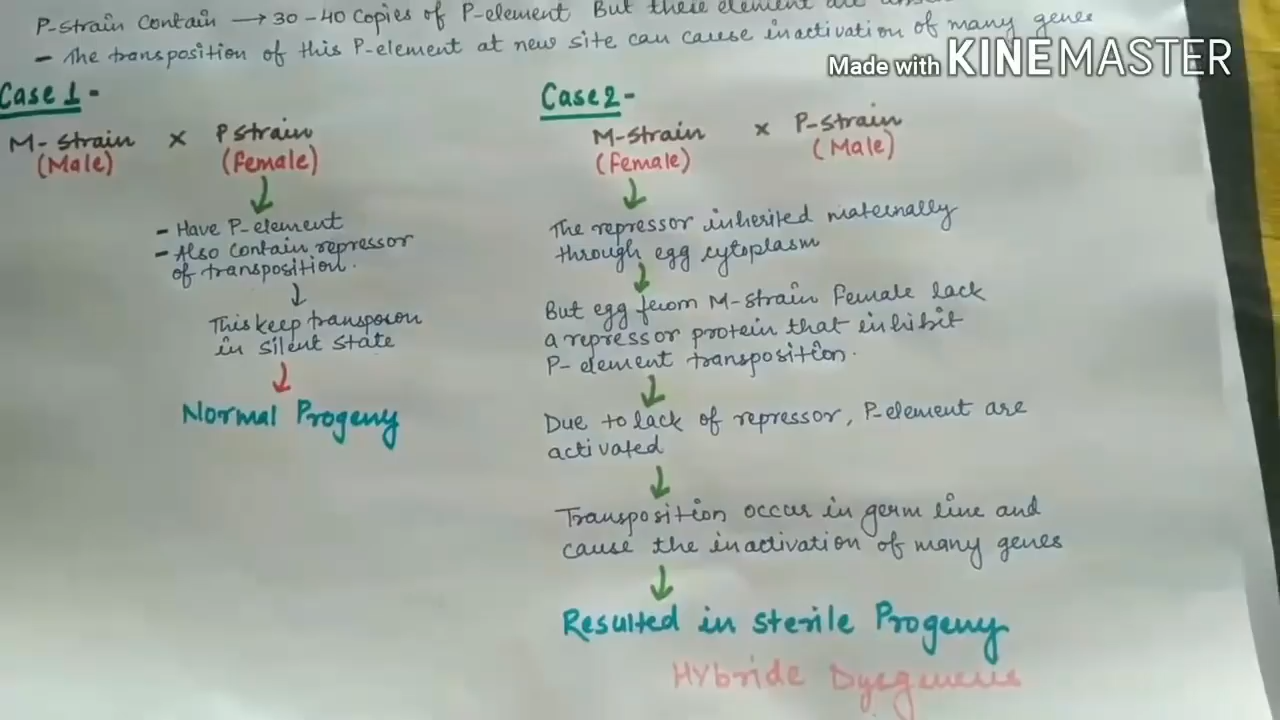 P-strain contain → 30-40 Copies of P-element But these element are
- The transposition of this P-element at new site can cause inactivation of many genes
Made with KINEMASTER
Case 1 -
M-strain × P strain
(Male) (female)
↓
- Have P-element
- Also contain repressor
of transposition.
↓
This keep transposon
in silent state
↓
Normal Progeny
Case 2 -
M-strain × P-strain
(female) (Male)
↓
The repressor inherited maternally
through egg cytoplasm
↓
But egg from M-strain female lack
a repressor protein that inhibit
P-element transposition.
↓
Due to lack of repressor, P-element are
activated
↓
Transposition occur in germ line and
cause the inactivation of many genes
↓
Resulted in sterile Progeny
Hybride